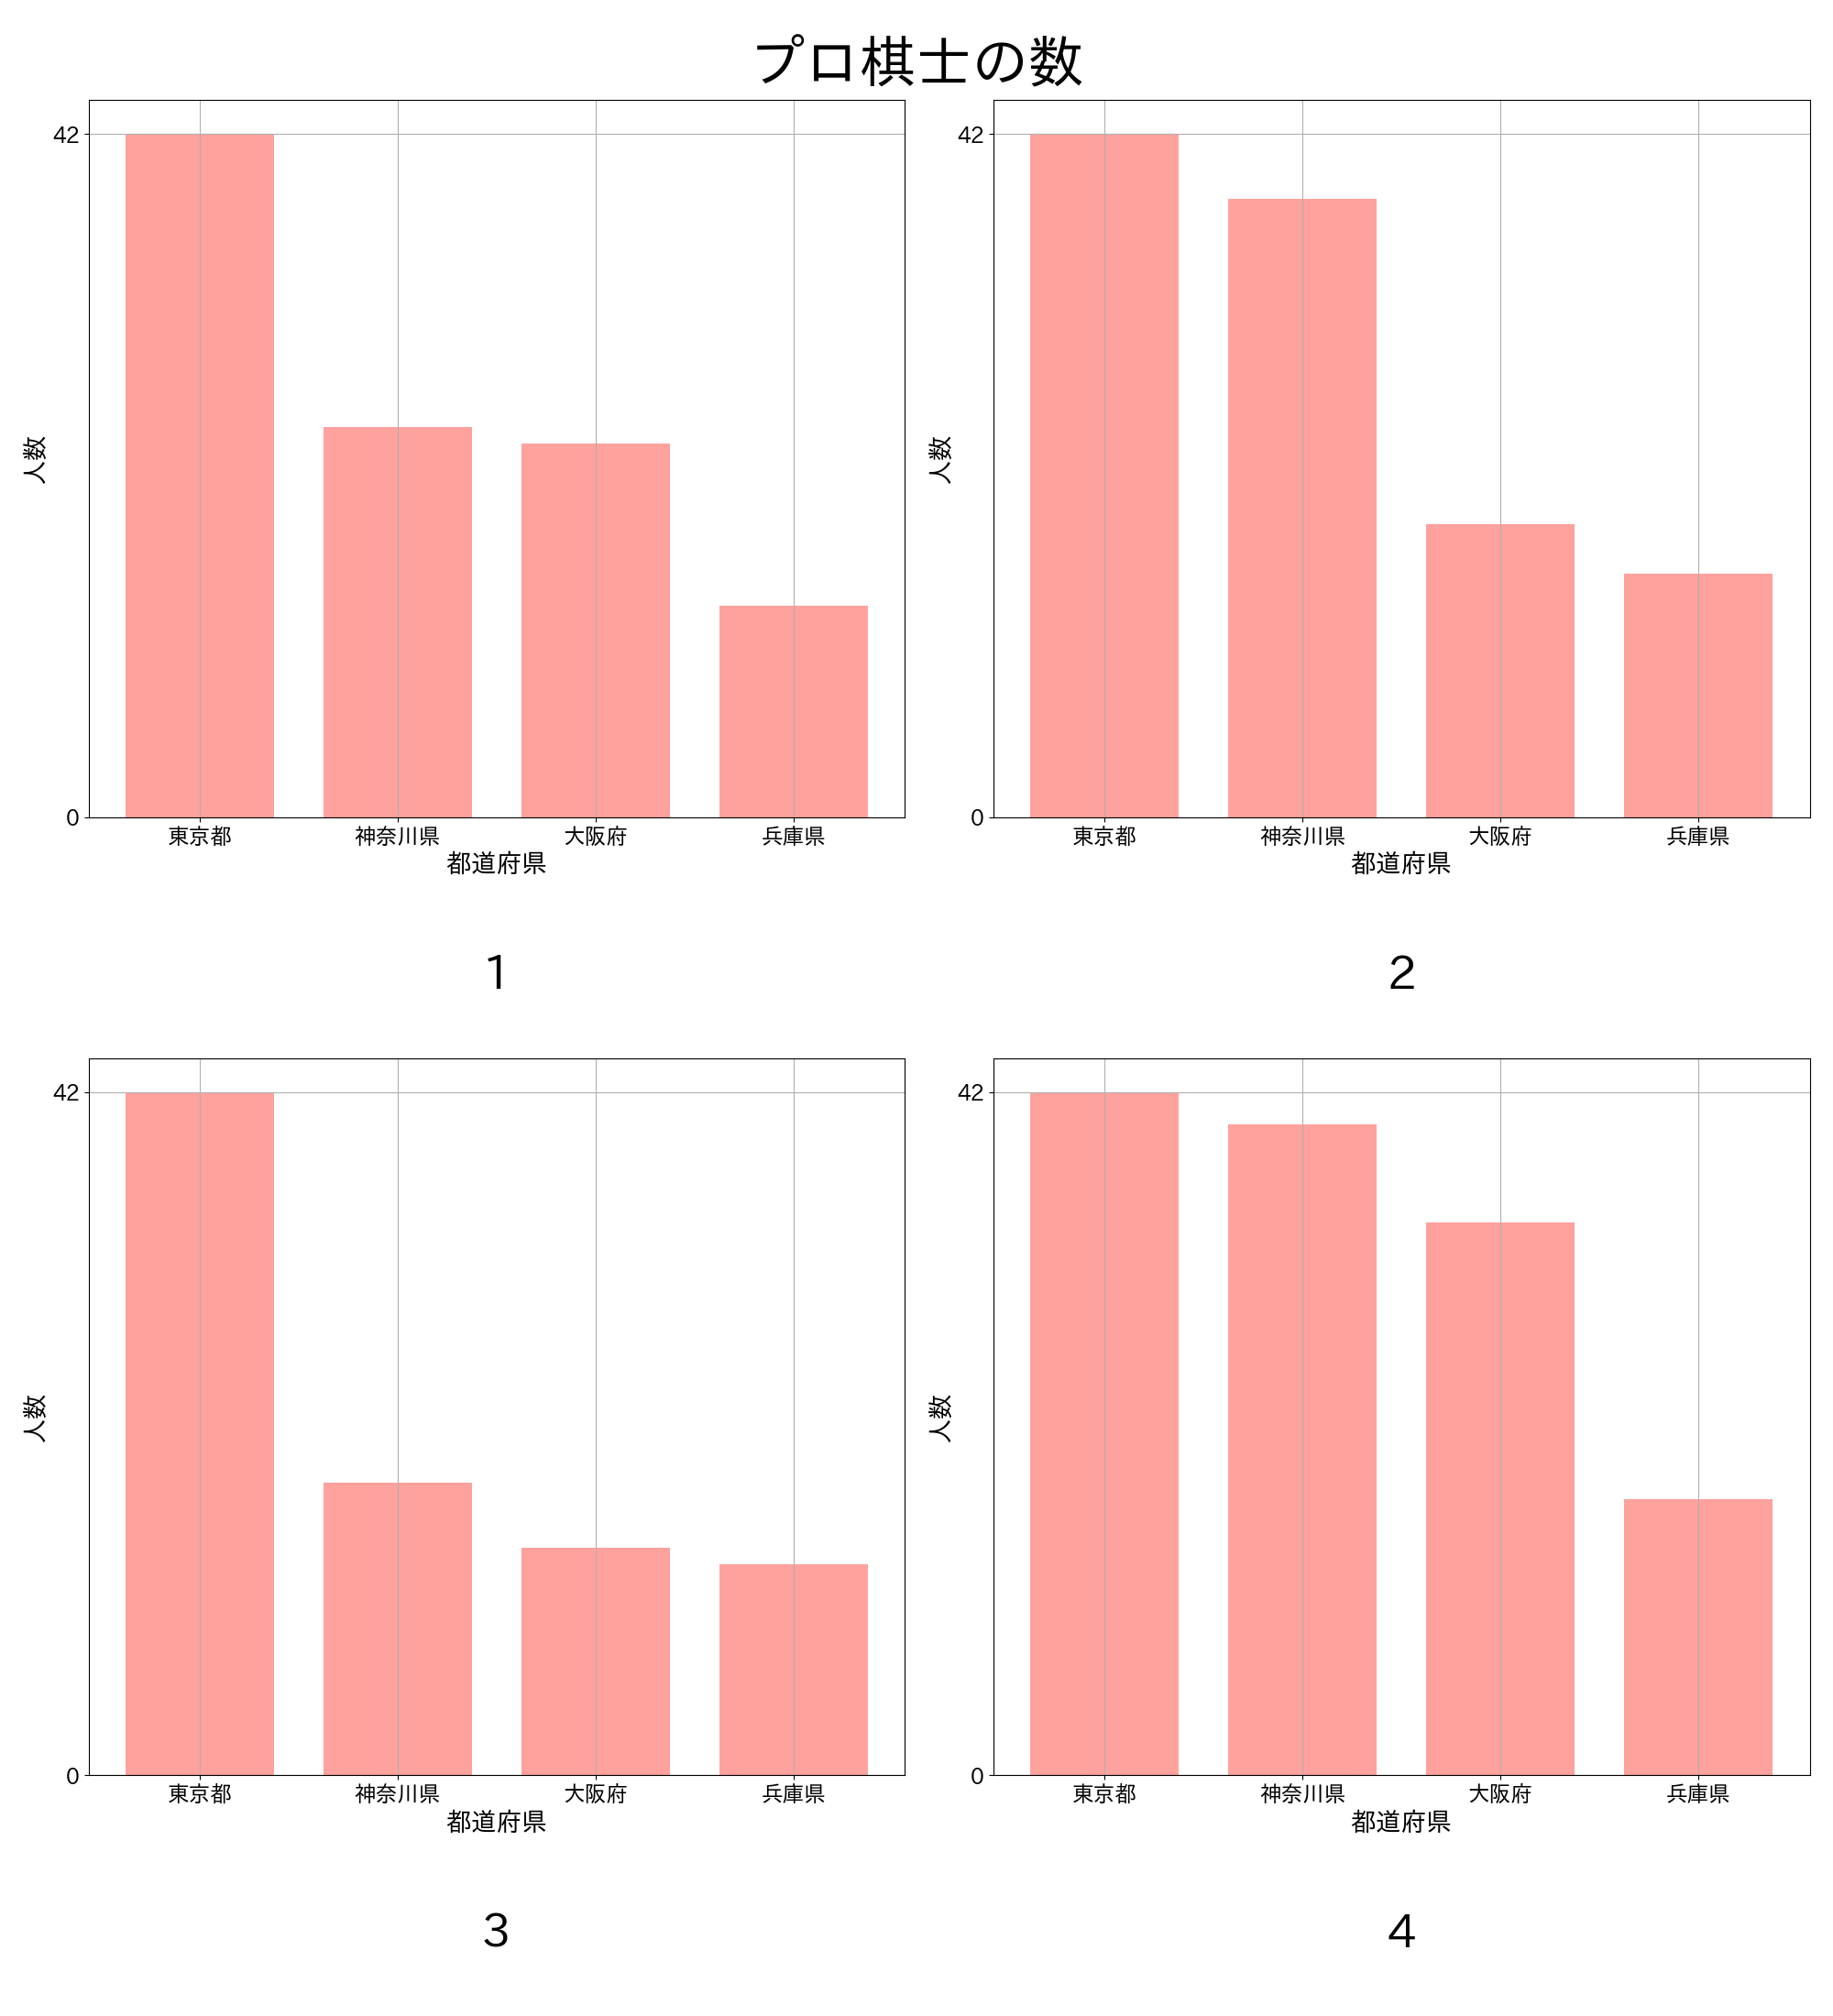 プロ棋士の数
42
人数
0
東京都 神奈川県 大阪府 兵庫県
都道府県
1
42
人数
0
東京都 神奈川県 大阪府 兵庫県
都道府県
2
42
人数
0
東京都 神奈川県 大阪府 兵庫県
都道府県
3
42
人数
0
東京都 神奈川県 大阪府 兵庫県
都道府県
4